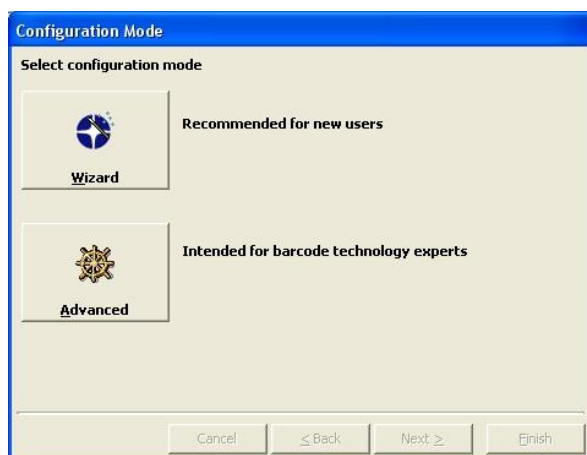 Configuration Mode
Select configuration mode
Recommended for new users
Wizard
Intended for barcode technology experts
Advanced
Cancel
< Back
Next >
Finish